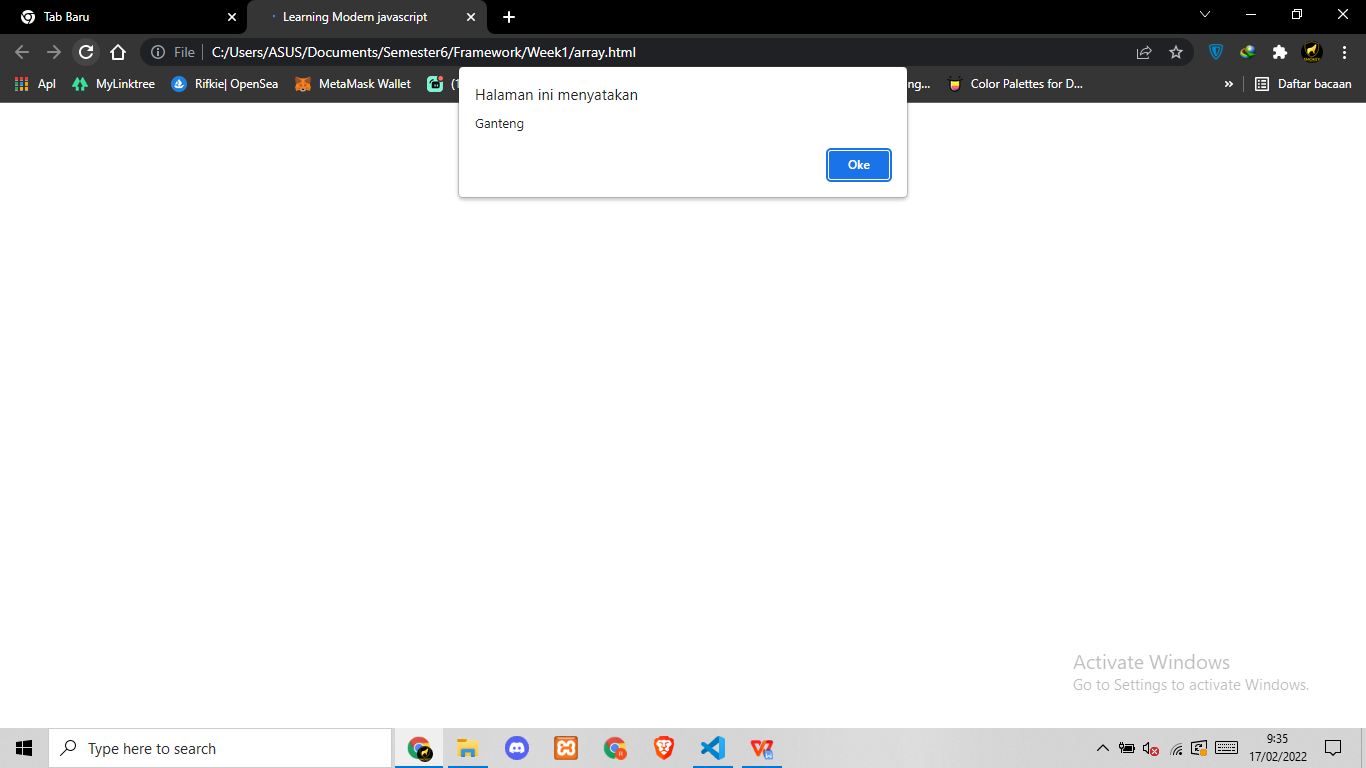 Tab Baru
Learning Modern javascript
File
C:/Users/ASUS/Documents/Semester6/Framework/Week1/array.html
Apl
MyLinktree
Rifkie| OpenSea
MetaMask Wallet
ng...
Color Palettes for D...
»
Daftar bacaan
Halaman ini menyatakan
Ganteng
Oke
Activate Windows
Go to Settings to activate Windows.
Type here to search
9:35
17/02/2022